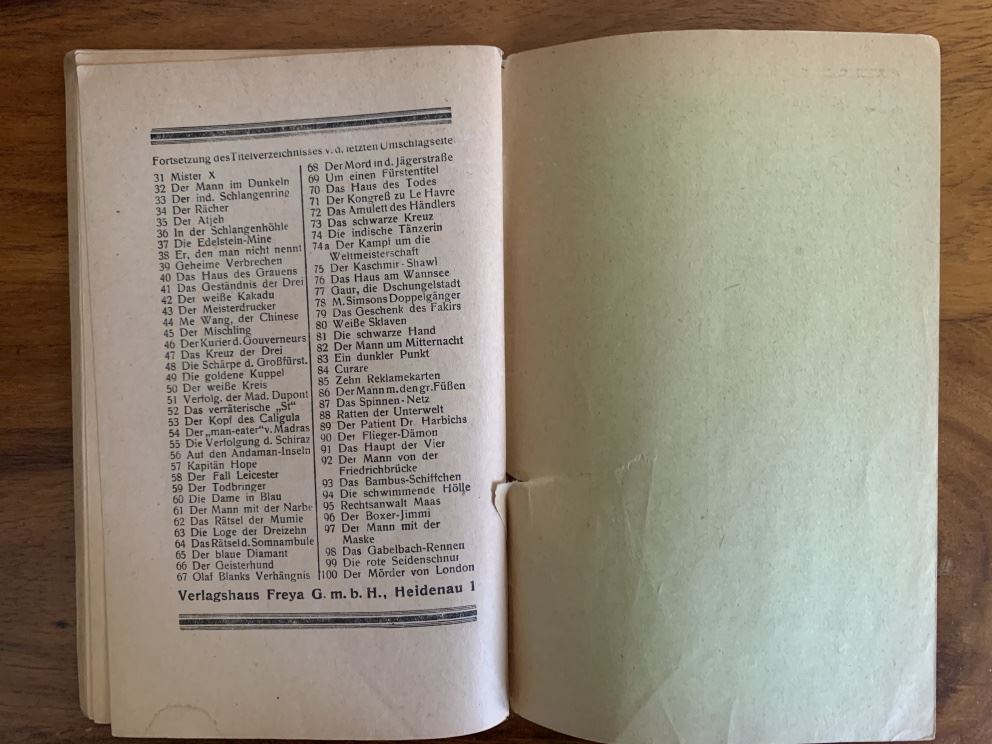 Fortsetzung des Titelverzeichnisses v. d. letzten Umschlagseite
31 Mister X
32 Der Mann im Dunkeln
33 Der ind. Schlangenring
34 Der Rächer
35 Der Atjeh
36 In der Schlangenhöhle
37 Die Edelstein-Mine
38 Er, den man nicht nennt
39 Geheime Verbrechen
40 Das Haus des Grauens
41 Das Geständnis der Drei
42 Der weiße Kakadu
43 Der Meisterdrucker
44 Me Wang, der Chinese
45 Der Mischling
46 Der Kurier d. Gouverneurs
47 Das Kreuz der Drei
48 Die Schärpe d. Großfürst.
49 Die goldene Kuppel
50 Der weiße Kreis
51 Verfolg. der Mad. Dupont
52 Das verräterische „St“
53 Der Kopf des Caligula
54 Der „man-eater“ v. Madras
55 Die Verfolgung d. Schiraz
56 Auf den Andaman-Inseln
57 Kapitän Hope
58 Der Fall Leicester
59 Der Todbringer
60 Die Dame in Blau
61 Der Mann mit der Narbe
62 Das Rätsel der Mumie
63 Die Loge der Dreizehn
64 Das Rätsel d. Somnambule
65 Der blaue Diamant
66 Der Geisterhund
67 Olaf Blanks Verhängnis
68 Der Mord in d. Jägerstraße
69 Um einen Fürstentitel
70 Das Haus des Todes
71 Der Kongreß zu Le Havre
72 Das Amulett des Händlers
73 Das schwarze Kreuz
74 Die indische Tänzerin
74a Der Kampf um die
Weltmeisterschaft
75 Der Kaschmir-Shawl
76 Das Haus am Wannsee
77 Gaur, die Dschungelstadt
78 M. Simsons Doppelgänger
79 Das Geschenk des Fakirs
80 Weiße Sklaven
81 Die schwarze Hand
82 Der Mann um Mitternacht
83 Ein dunkler Punkt
84 Curare
85 Zehn Reklamekarten
86 Der Mann m. den gr. Füßen
87 Das Spinnen-Netz
88 Ratten der Unterwelt
89 Der Patient Dr. Harbichs
90 Der Flieger-Dämon
91 Das Haupt der Vier
92 Der Mann von der
Friedrichbrücke
93 Das Bambus-Schiffchen
94 Die schwimmende Hölle
95 Rechtsanwalt Maas
96 Der Boxer-Jimmi
97 Der Mann mit der
Maske
98 Das Gabelbach-Rennen
99 Die rote Seidenschnur
100 Der Mörder von London
Verlagshaus Freya G. m. b. H., Heidenau 1